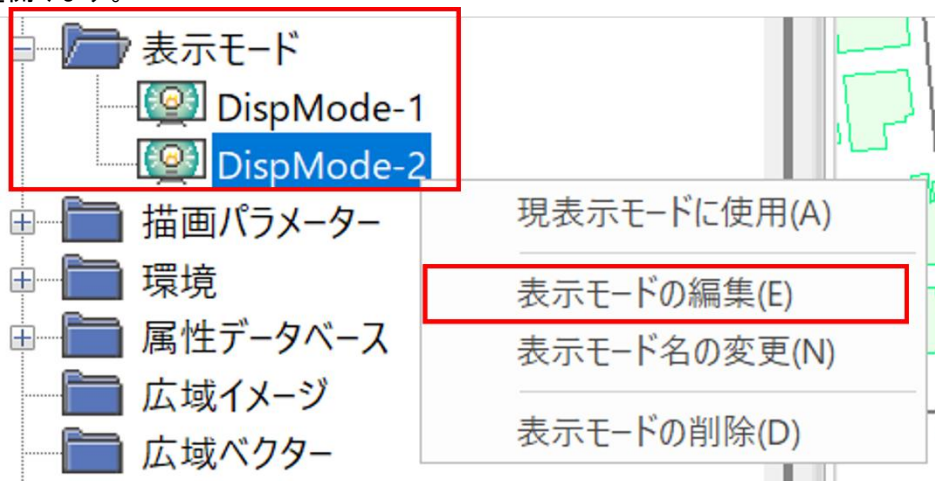 表示モード
DispMode-1
DispMode-2
描画パラメーター
環境
属性データベース
広域イメージ
広域ベクター
現表示モードに使用(A)
表示モードの編集(E)
表示モード名の変更(N)
表示モードの削除(D)